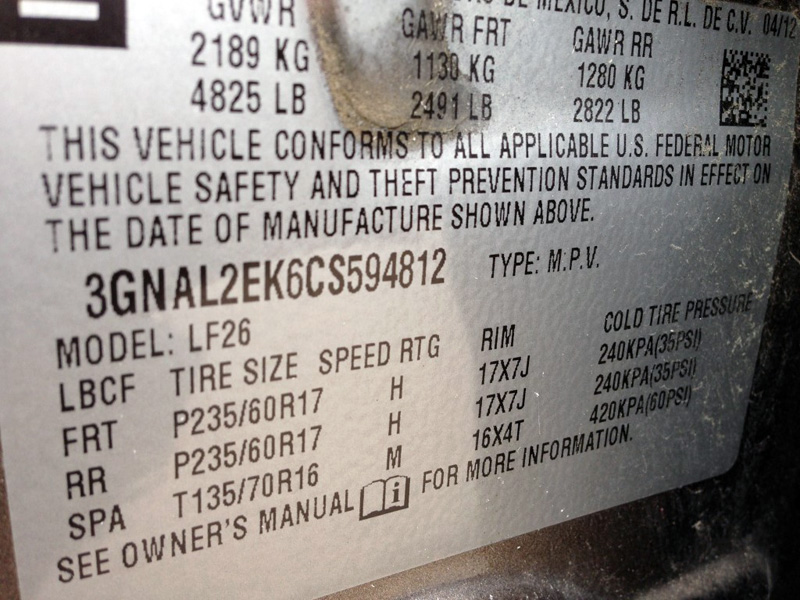 DE MEXICO, S. DE R.L. DE C.V. 04/12
GVWR GAWR FRT GAWR RR
2189 KG 1130 KG 1280 KG
4825 LB 2491 LB 2822 LB
THIS VEHICLE CONFORMS TO ALL APPLICABLE U.S. FEDERAL MOTOR
VEHICLE SAFETY AND THEFT PREVENTION STANDARDS IN EFFECT ON
THE DATE OF MANUFACTURE SHOWN ABOVE.
3GNAL2EK6CS594812 TYPE: M.P.V.
MODEL: LF26
LBCF TIRE SIZE SPEED RTG RIM COLD TIRE PRESSURE
FRT P235/60R17 H 17X7J 240KPA(35PSI)
RR P235/60R17 H 17X7J 240KPA(35PSI)
SPA T135/70R16 M 16X4T 420KPA(60PSI)
SEE OWNER'S MANUAL i FOR MORE INFORMATION.